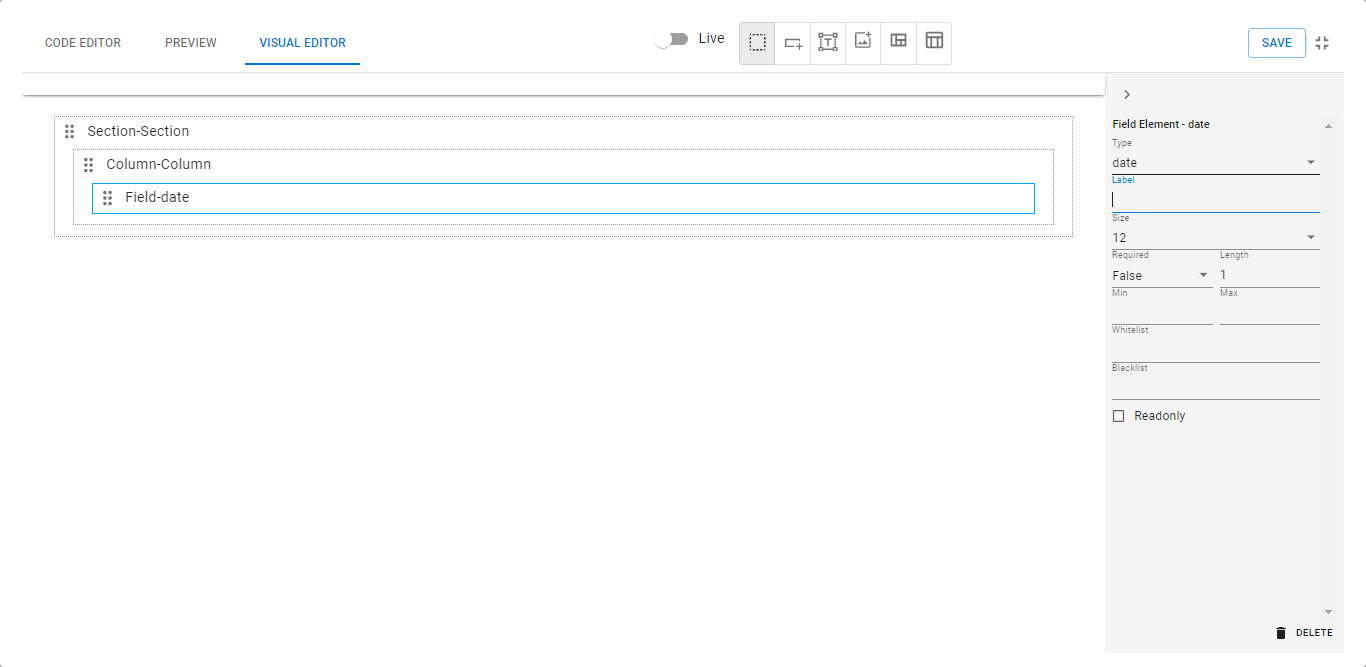 CODE EDITOR PREVIEW VISUAL EDITOR Live SAVE
Section-Section
Column-Column
Field-date
Field Element - date
Type
date
Label
Size
12
Required Length
False 1
Min Max
Whitelist
Blacklist
Readonly
DELETE